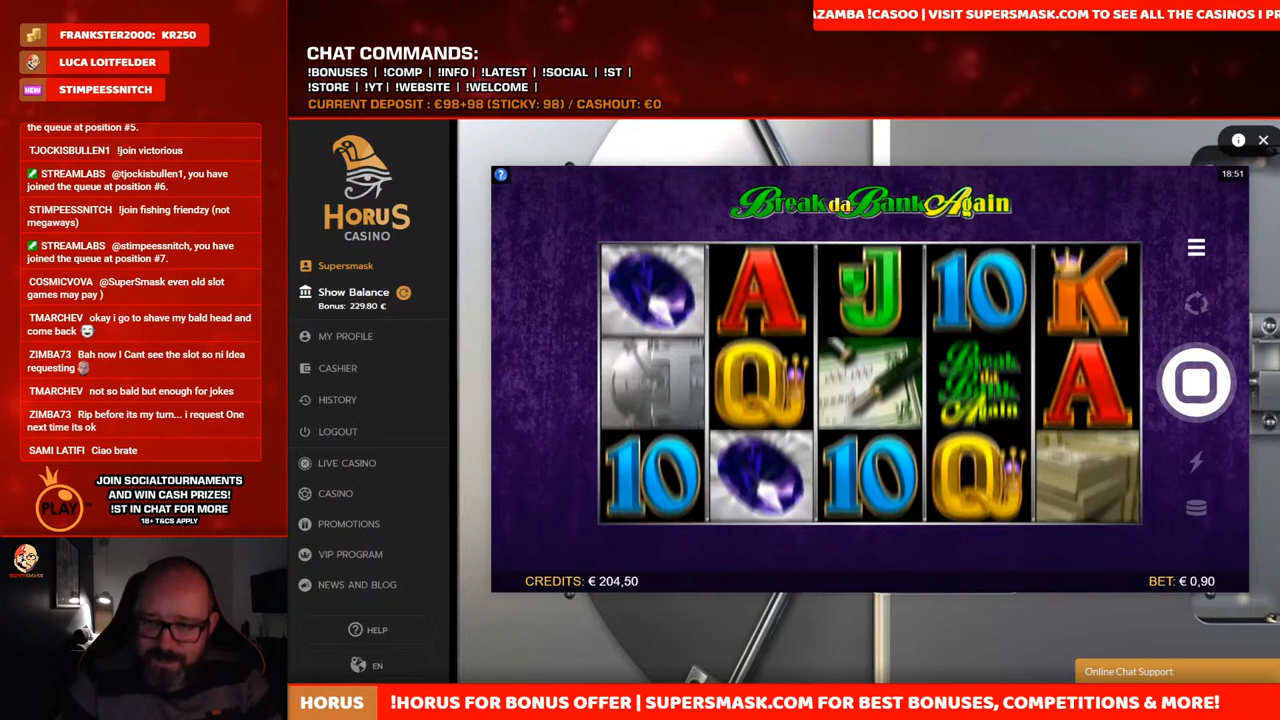 FRANKSTER2000: KR250
LUCA LOITFELDER
NEW
STIMPEESSNITCH
the queue at position #5.
TJOCKISBULLEN1 !join victorious
STREAMLABS @tjockisbullen1, you have
joined the queue at position #6.
STIMPEESSNITCH !join fishing friendzy (not
megaways)
STREAMLABS @stimpeessnitch, you have
joined the queue at position #7.
COSMICVOVA @SuperSmask even old slot
games may pay )
TMARCHEV okay i go to shave my bald head and
come back
ZIMBA73 Bah now I Cant see the slot so ni Idea
requesting
TMARCHEV not so bald but enough for jokes
ZIMBA73 Rip before its my turn... i request One
next time its ok
SAMI LATIFI Ciao brate
PLAY
JOIN SOCIALTOURNAMENTS
AND WIN CASH PRIZES!
!ST IN CHAT FOR MORE
18+ T&CS APPLY
SUPERSMASK
AZAMBA !CASOO | VISIT SUPERSMASK.COM TO SEE ALL THE CASINOS I PR
CHAT COMMANDS:
!BONUSES | !COMP | !INFO | !LATEST | !SOCIAL | !ST |
!STORE | !YT | !WEBSITE | !WELCOME |
CURRENT DEPOSIT : €98+98 (STICKY: 98) / CASHOUT: €0
HORUS
CASINO
Supersmask
Show Balance
Bonus: 229.80 €
MY PROFILE
CASHIER
HISTORY
LOGOUT
LIVE CASINO
CASINO
PROMOTIONS
VIP PROGRAM
NEWS AND BLOG
HELP
EN
18:51
Break da Bank Again
A J 10 K
Q Break da Bank Again A
10 10 Q
CREDITS: € 204,50
BET: € 0,90
Online Chat Support
HORUS
!HORUS FOR BONUS OFFER | SUPERSMASK.COM FOR BEST BONUSES, COMPETITIONS & MORE!